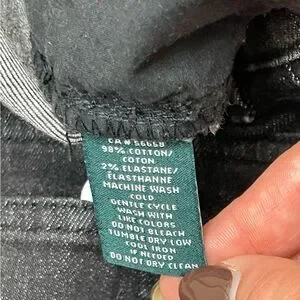 CA# 56658
98% COTTON/
COTON
2% ELASTANE/
ELASTHANNE
MACHINE WASH
COLD
GENTLE CYCLE
WASH WITH
LIKE COLORS
DO NOT BLEACH
TUMBLE DRY LOW
COOL IRON
IF NEEDED
DO NOT DRY CLEAN